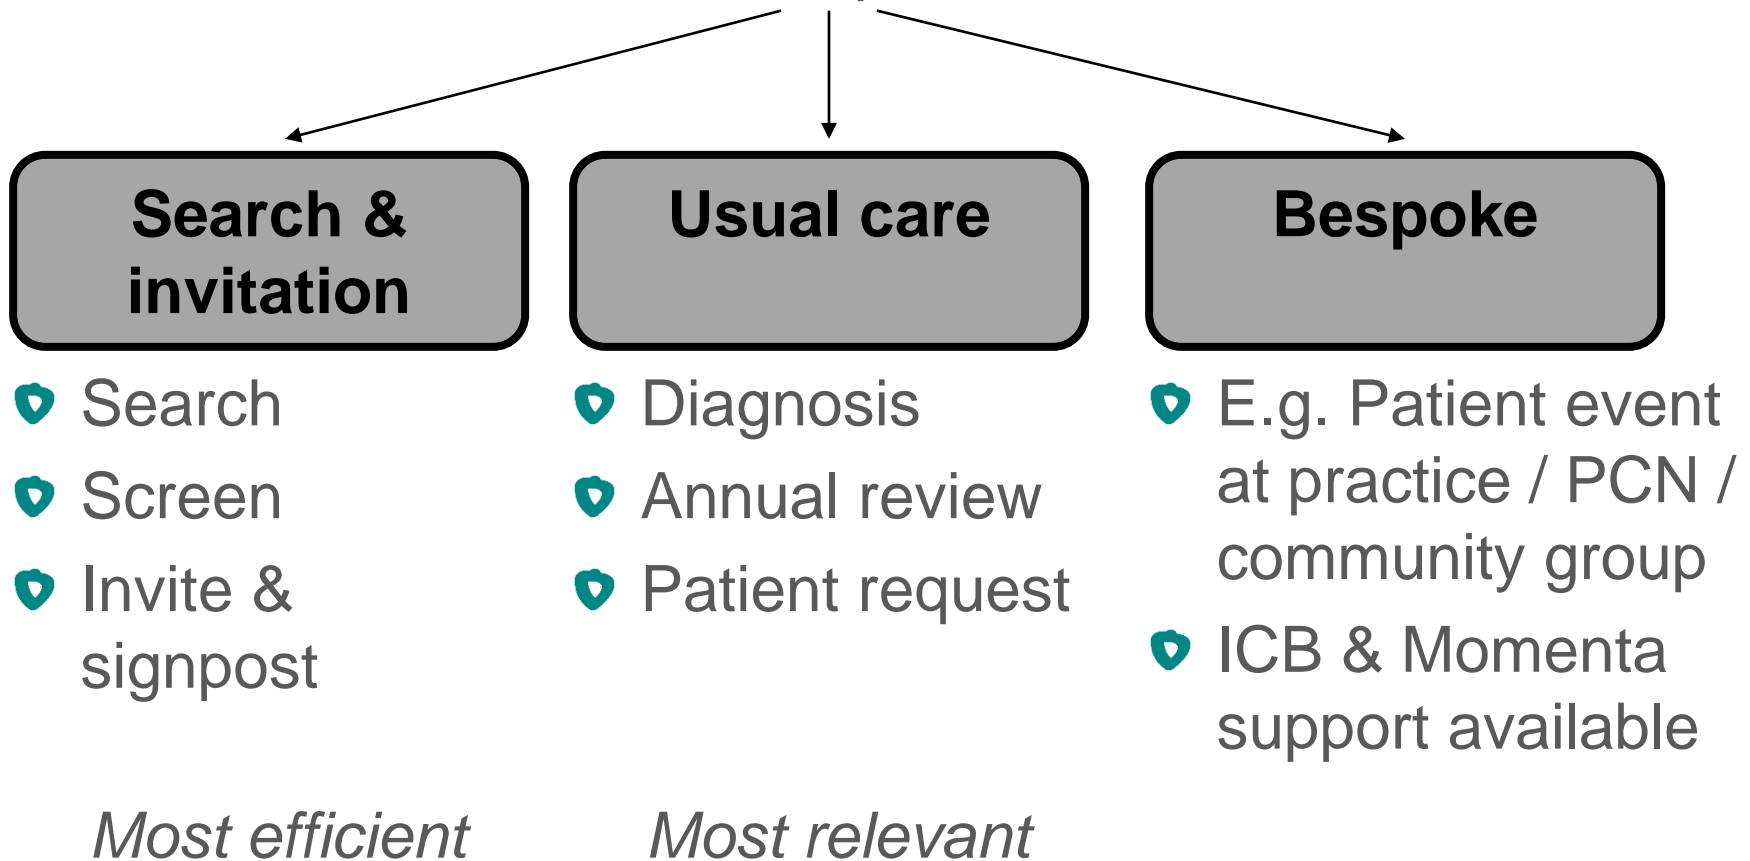 Search &
invitation
Search
Screen
Invite &
signpost
Most efficient
Usual care
Diagnosis
Annual review
Patient request
Most relevant
Bespoke
E.g. Patient event
at practice / PCN /
community group
ICB & Momenta
support available